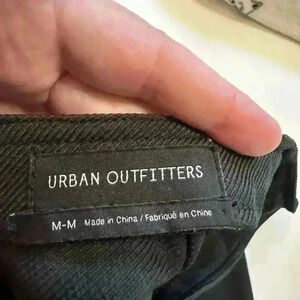 URBAN OUTFITTERS
M-M Made in China / Fabriqué en Chine